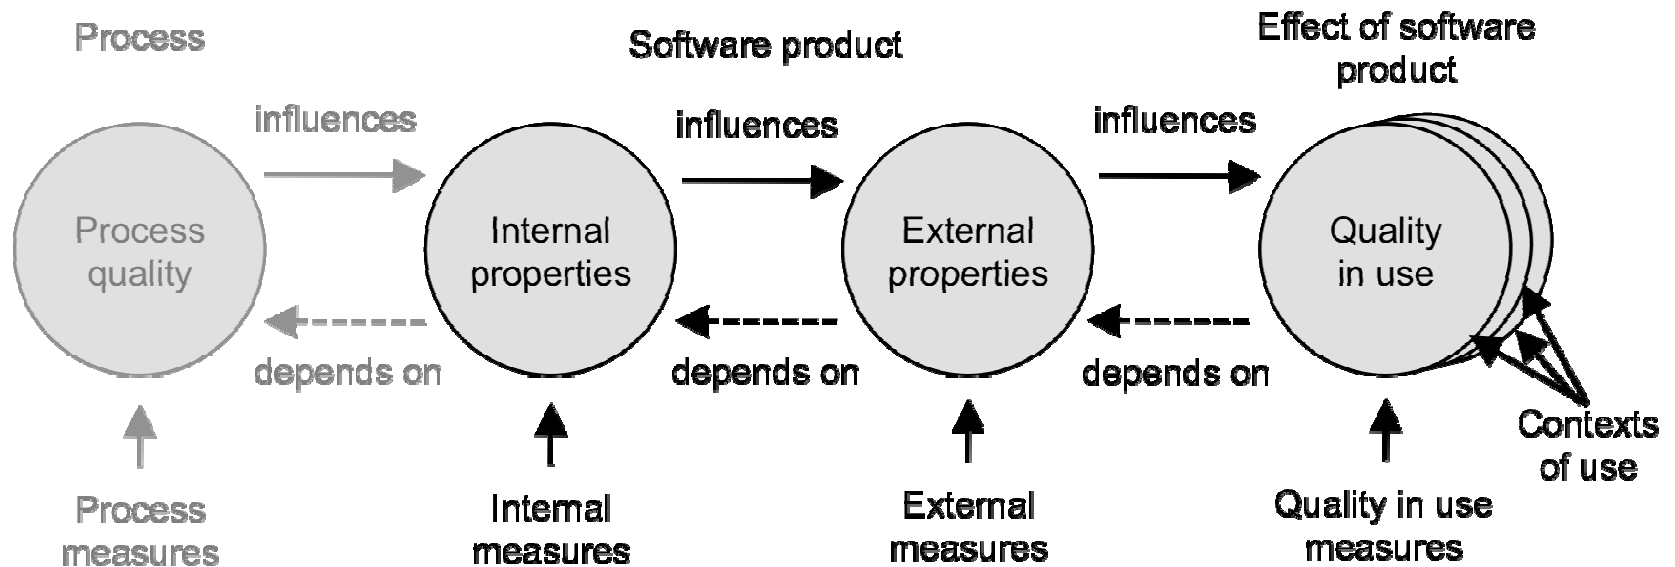 Process
Software product
Effect of software
product
influences
influences
influences
Process
quality
Internal
properties
External
properties
Quality
in use
depends on
depends on
depends on
Contexts
of use
Process
measures
Internal
measures
External
measures
Quality in use
measures